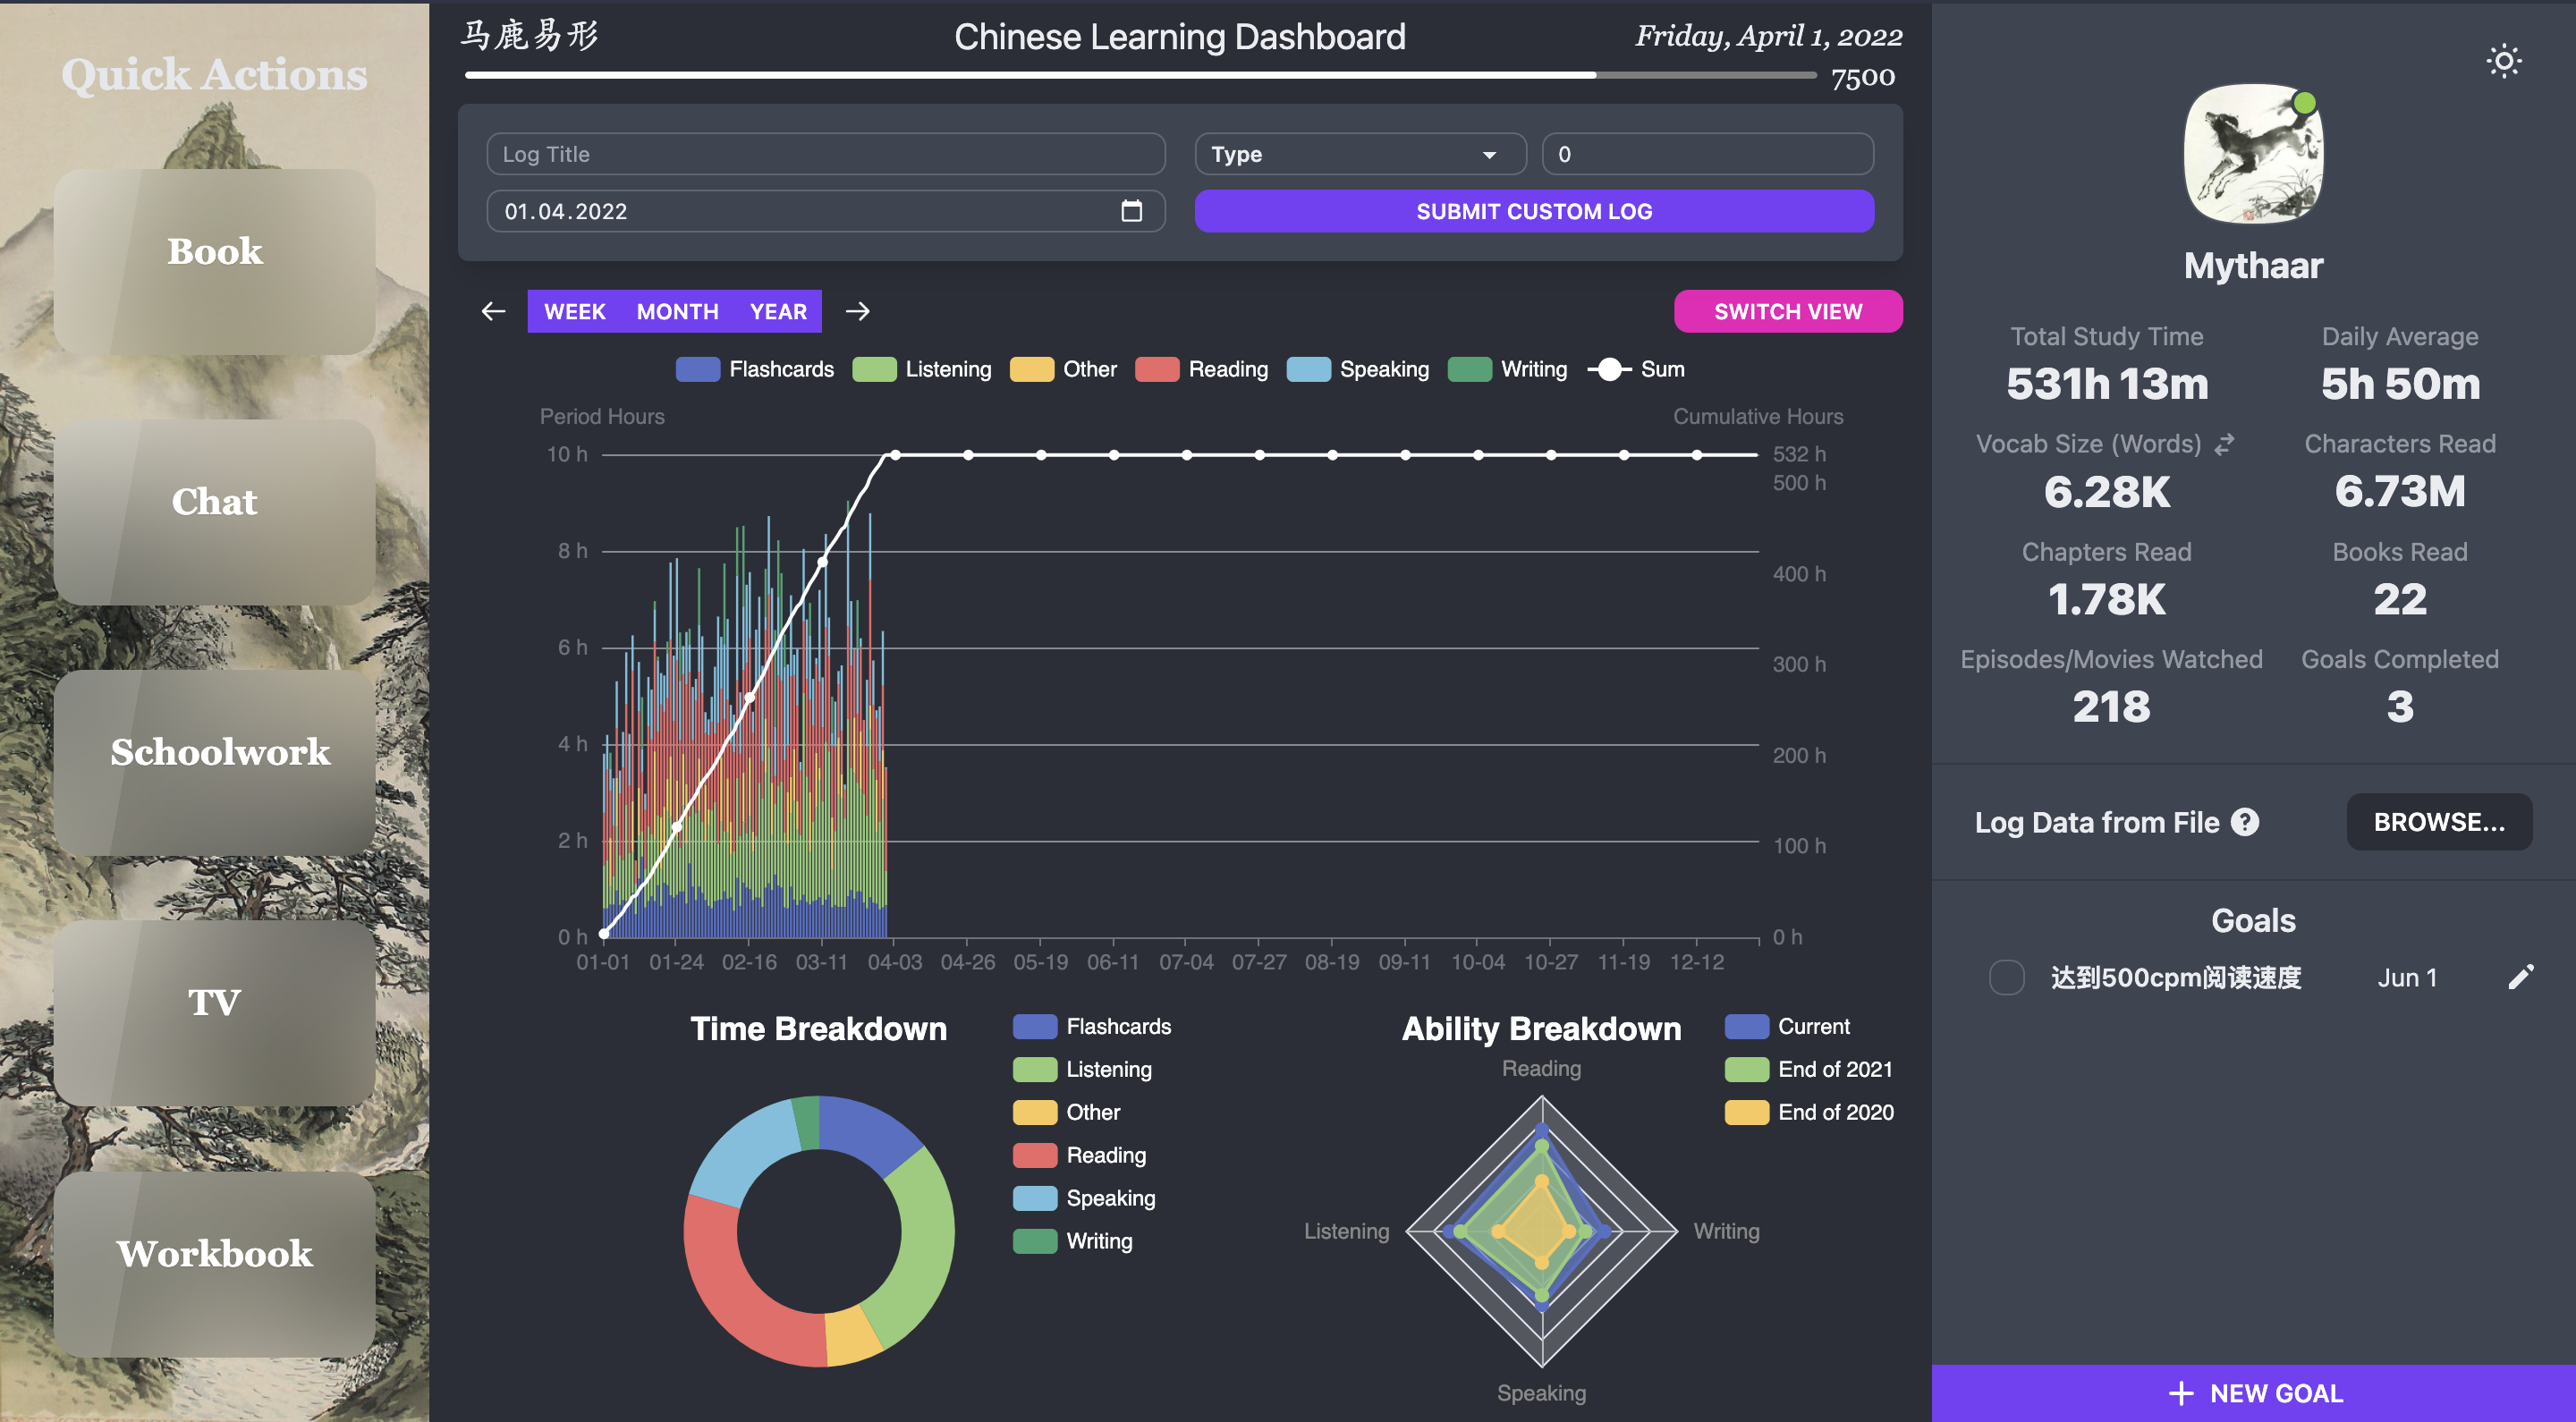 Quick Actions
Book
Chat
Schoolwork
TV
Workbook
马鹿易形
Chinese Learning Dashboard
Friday, April 1, 2022
7500
Log Title
Type
0
01.04.2022
SUBMIT CUSTOM LOG
WEEK MONTH YEAR
SWITCH VIEW
Flashcards Listening Other Reading Speaking Writing Sum
Period Hours
Cumulative Hours
10 h
8 h
6 h
4 h
2 h
0 h
532 h
500 h
400 h
300 h
200 h
100 h
0 h
01-01 01-24 02-16 03-11 04-03 04-26 05-19 06-11 07-04 07-27 08-19 09-11 10-04 10-27 11-19 12-12
Time Breakdown
Flashcards
Listening
Other
Reading
Speaking
Writing
Ability Breakdown
Current
End of 2021
End of 2020
Reading
Listening
Writing
Speaking
Mythaar
Total Study Time
531h 13m
Daily Average
5h 50m
Vocab Size (Words)
6.28K
Characters Read
6.73M
Chapters Read
1.78K
Books Read
22
Episodes/Movies Watched
218
Goals Completed
3
Log Data from File ?
BROWSE...
Goals
达到500cpm阅读速度 Jun 1
+ NEW GOAL